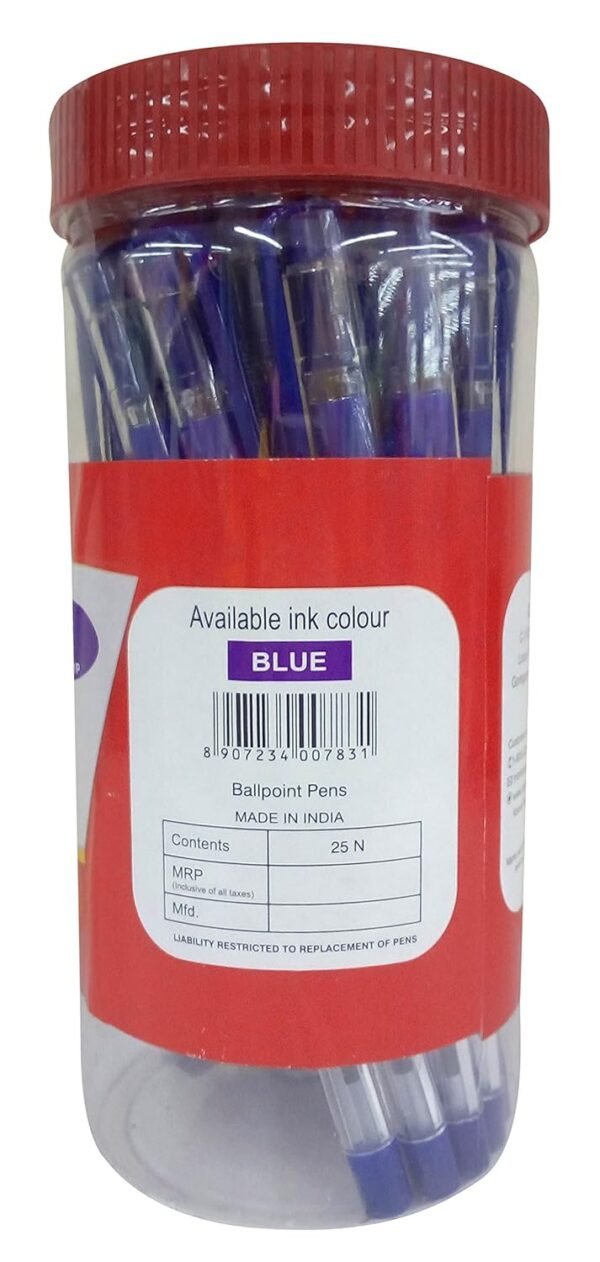 Available ink colour
BLUE
8 907234 007831
Ballpoint Pens
MADE IN INDIA
Contents 25 N
MRP
(Inclusive of all taxes)
Mfd.
LIABILITY RESTRICTED TO REPLACEMENT OF PENS